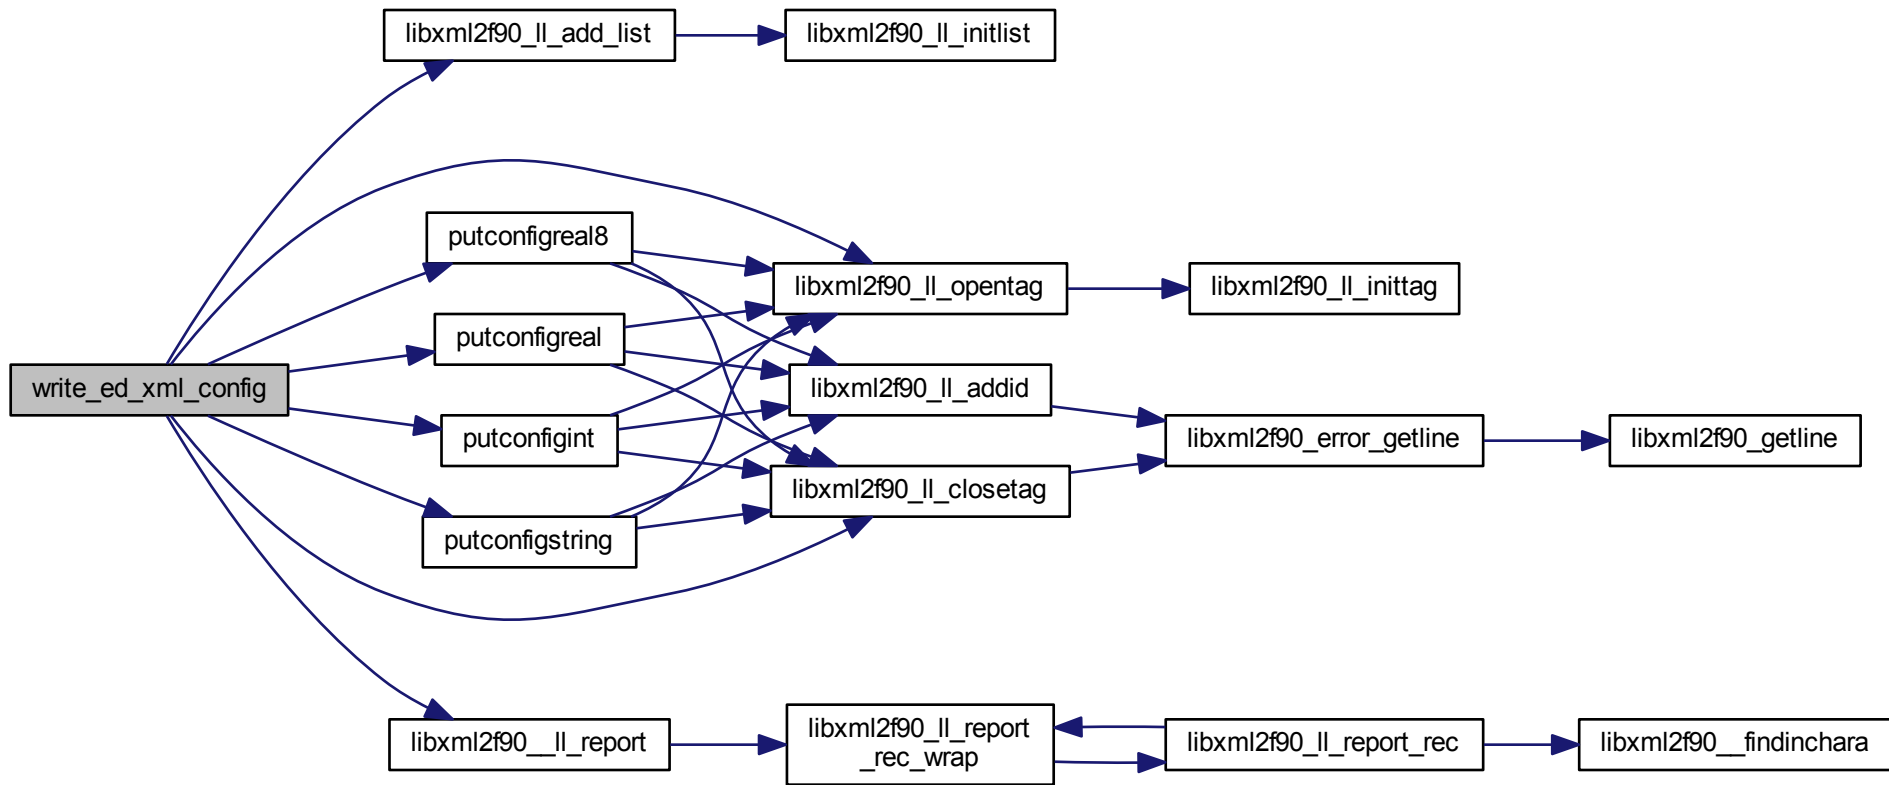 libxml2f90_ll_add_list
libxml2f90_ll_initlist
putconfigreal8
libxml2f90_ll_opentag
libxml2f90_ll_inittag
putconfigreal
write_ed_xml_config
libxml2f90_ll_addid
putconfigint
libxml2f90_error_getline
libxml2f90_getline
libxml2f90_ll_closetag
putconfigstring
libxml2f90__ll_report
libxml2f90_ll_report
_rec_wrap
libxml2f90_ll_report_rec
libxml2f90__findinchara